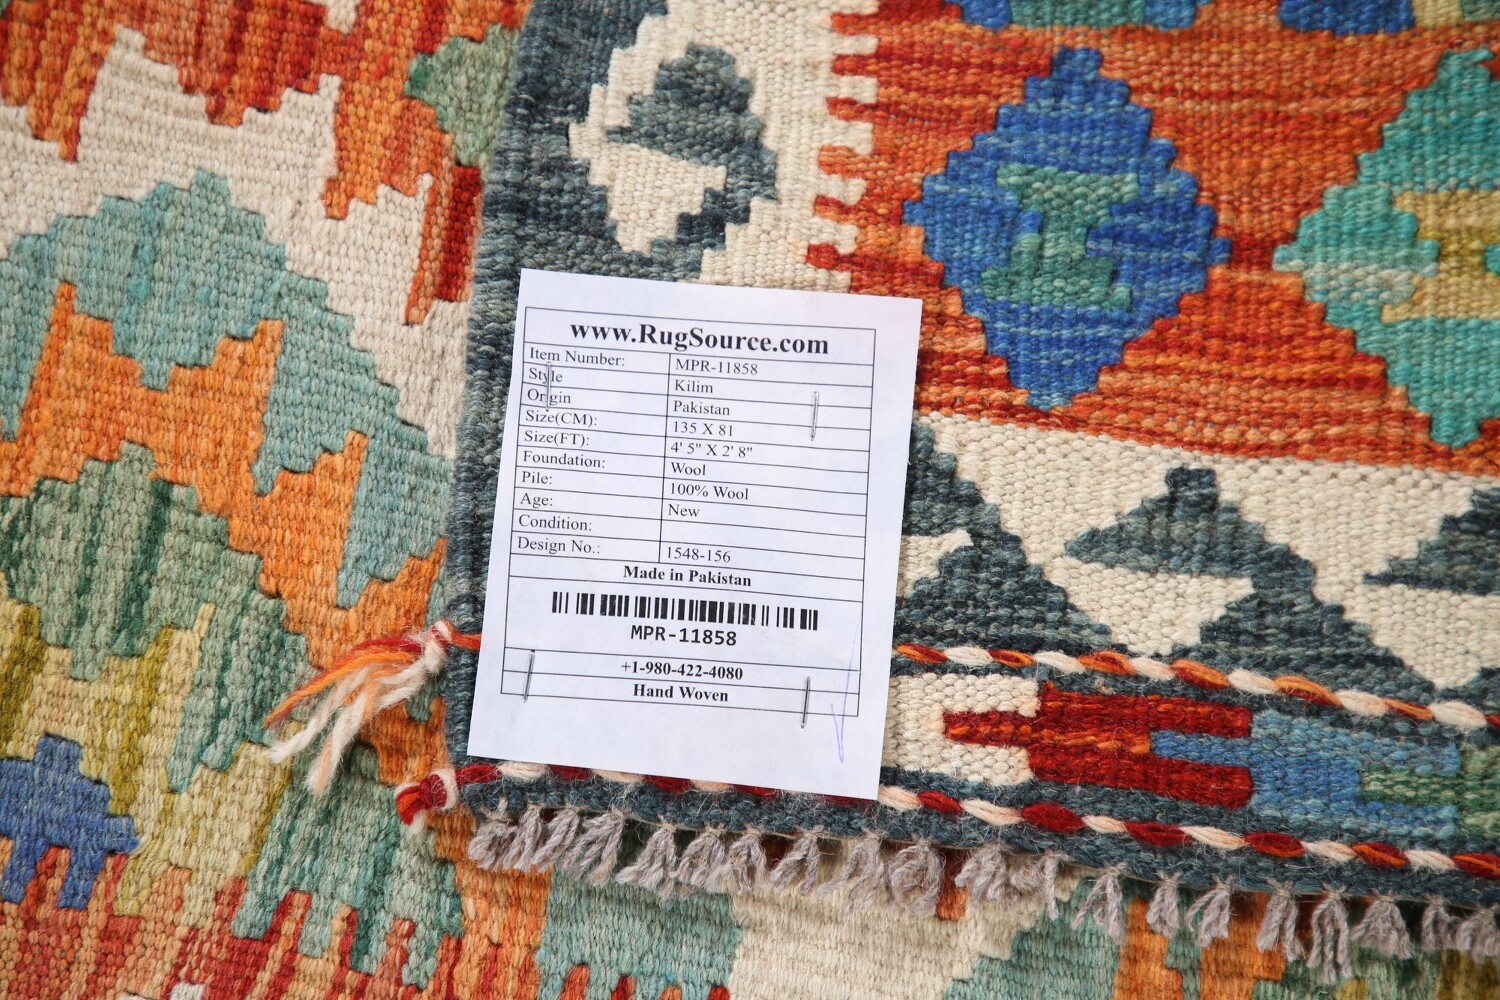 www.RugSource.com
Item Number: MPR-11858
Style Kilim
Origin Pakistan
Size(CM): 135 X 81
Size(FT): 4' 5" X 2' 8"
Foundation: Wool
Pile: 100% Wool
Age: New
Condition:
Design No.: 1548-156
Made in Pakistan
MPR-11858
+1-980-422-4080
Hand Woven